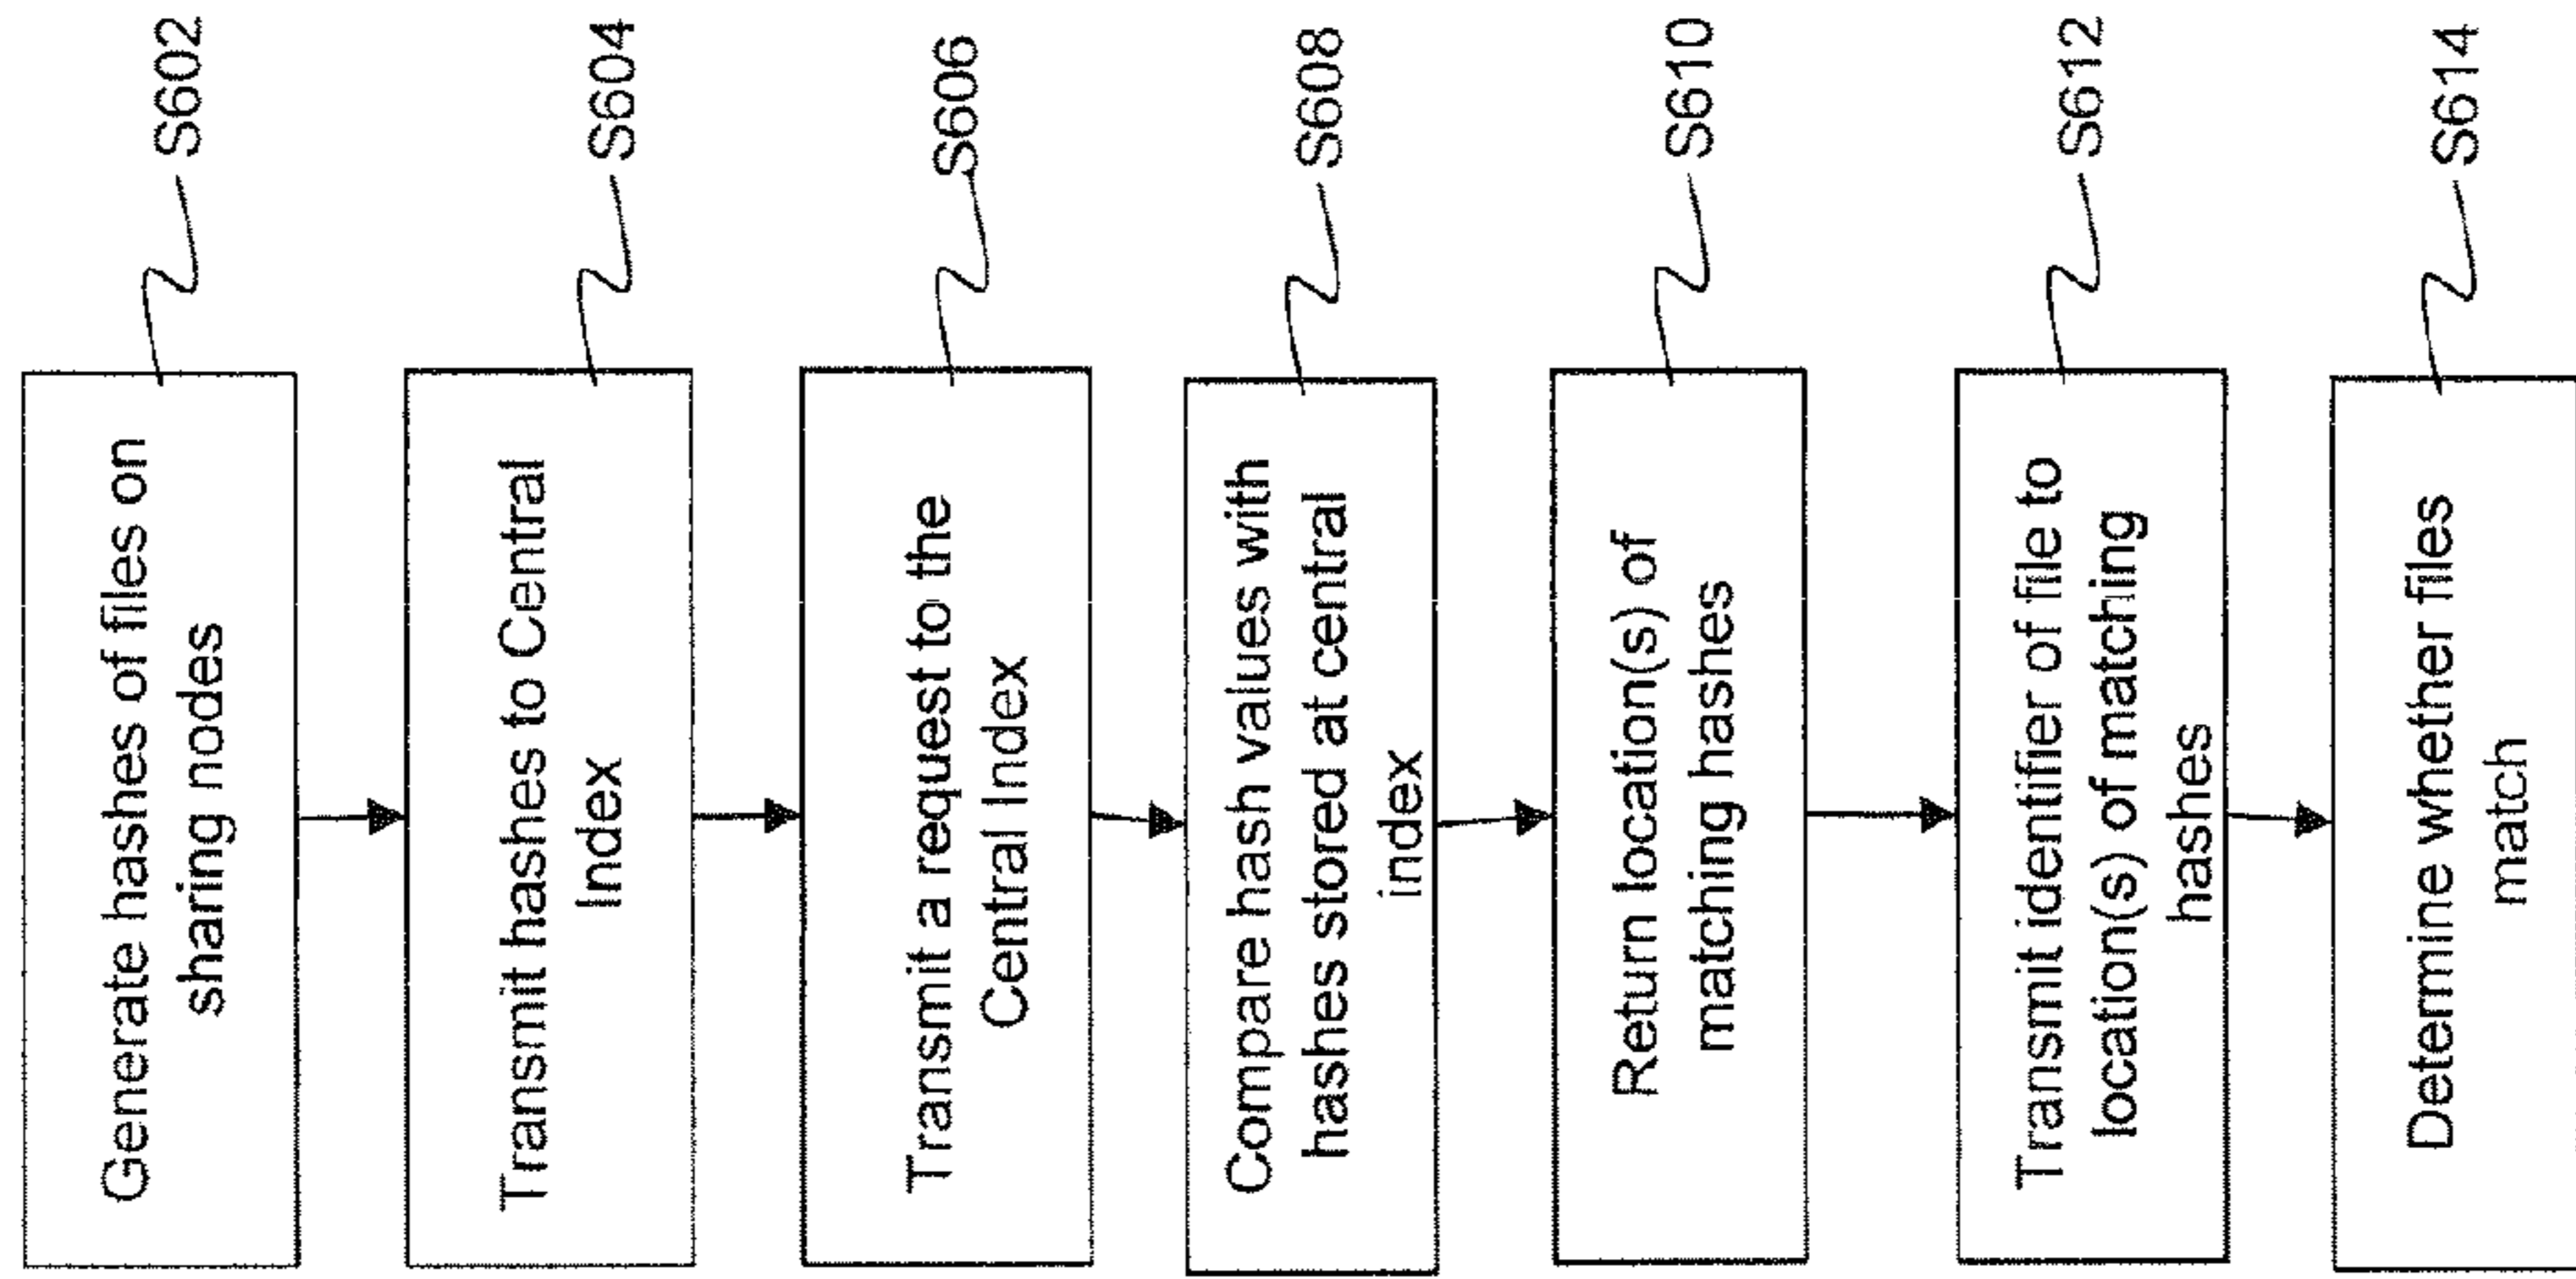 Generate hashes of files on
sharing nodes
S602
Transmit hashes to Central
Index
S604
Transmit a request to the
Central Index
S606
Compare hash values with
hashes stored at central
index
S608
Return location(s) of
matching hashes
S610
Transmit identifier of file to
location(s) of matching
hashes
S612
Determine whether files
match
S614